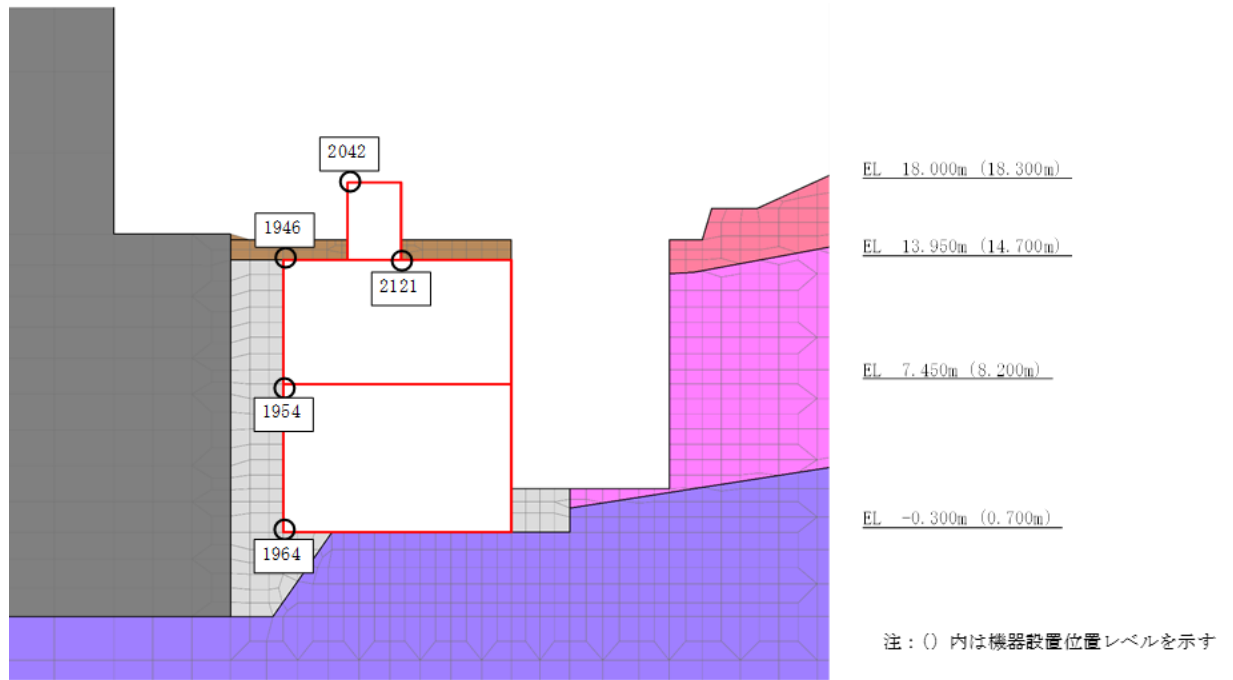 2042
EL 18.000m (18.300m)
1946
EL 13.950m (14.700m)
2121
EL 7.450m (8.200m)
1954
EL -0.300m (0.700m)
1964
注:() 内は機器設置位置レベルを示す